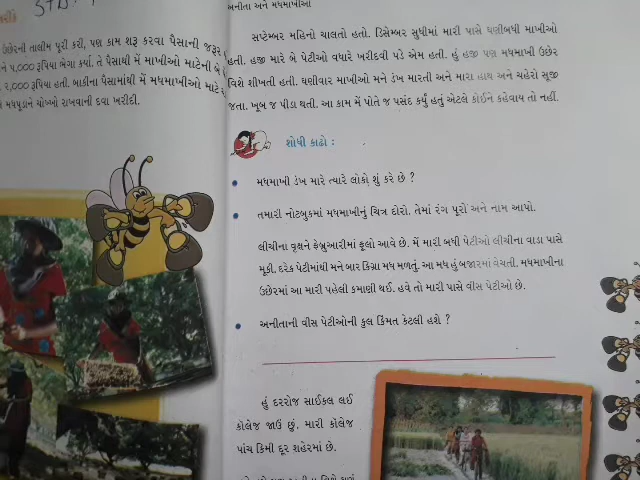 ઉછેરની તાલીમ પૂરી કરી, પણ કામ શરૂ કરવા પૈસાની જરૂર
૫,૦૦૦ રૂપિયા ભેગા કર્યા. તે પૈસાથી મેં માખીઓ માટેની બે
૨,૦૦૦ રૂપિયા હતી. બાકીના પૈસામાંથી મેં મધમાખીઓ માટે
મધપૂડાને ચોખ્ખો રાખવાની દવા ખરીદી.
અનીતા અને મધમાખીઓ
સપ્ટેમ્બર મહિનો ચાલતો હતો. ડિસેમ્બર સુધીમાં મારી પાસે ઘણીબધી માખીઓ
હતી. હજી મારે બે પેટીઓ વધારે ખરીદવી પડે એમ હતી. હું હજી પણ મધમાખી ઉછેર
વિશે શીખતી હતી. ઘણીવાર માખીઓ મને ડંખ મારતી અને મારા હાથ અને ચહેરો સૂજી
જતા. ખૂબ જ પીડા થતી. આ કામ મેં પોતે જ પસંદ કર્યું હતું એટલે કોઈને કહેવાય તો નહીં.
શોધી કાઢો :
• મધમાખી ડંખ મારે ત્યારે લોકો શું કરે છે ?
• તમારી નોટબુકમાં મધમાખીનું ચિત્ર દોરો. તેમાં રંગ પૂરો અને નામ આપો.
લીચીના વૃક્ષને ફેબ્રુઆરીમાં ફૂલો આવે છે. મેં મારી બધી પેટીઓ લીચીના વાડા પાસે
મૂકી. દરેક પેટીમાંથી મને બાર કિગ્રા મધ મળતું. આ મધ હું બજારમાં વેચતી. મધમાખીના
ઉછેરમાં આ મારી પહેલી કમાણી થઈ. હવે તો મારી પાસે વીસ પેટીઓ છે.
• અનીતાની વીસ પેટીઓની કુલ કિંમત કેટલી હશે ?
હું દરરોજ સાઈકલ લઈ
કૉલેજ જાઉં છું. મારી કૉલેજ
પાંચ કિમી દૂર શહેરમાં છે.